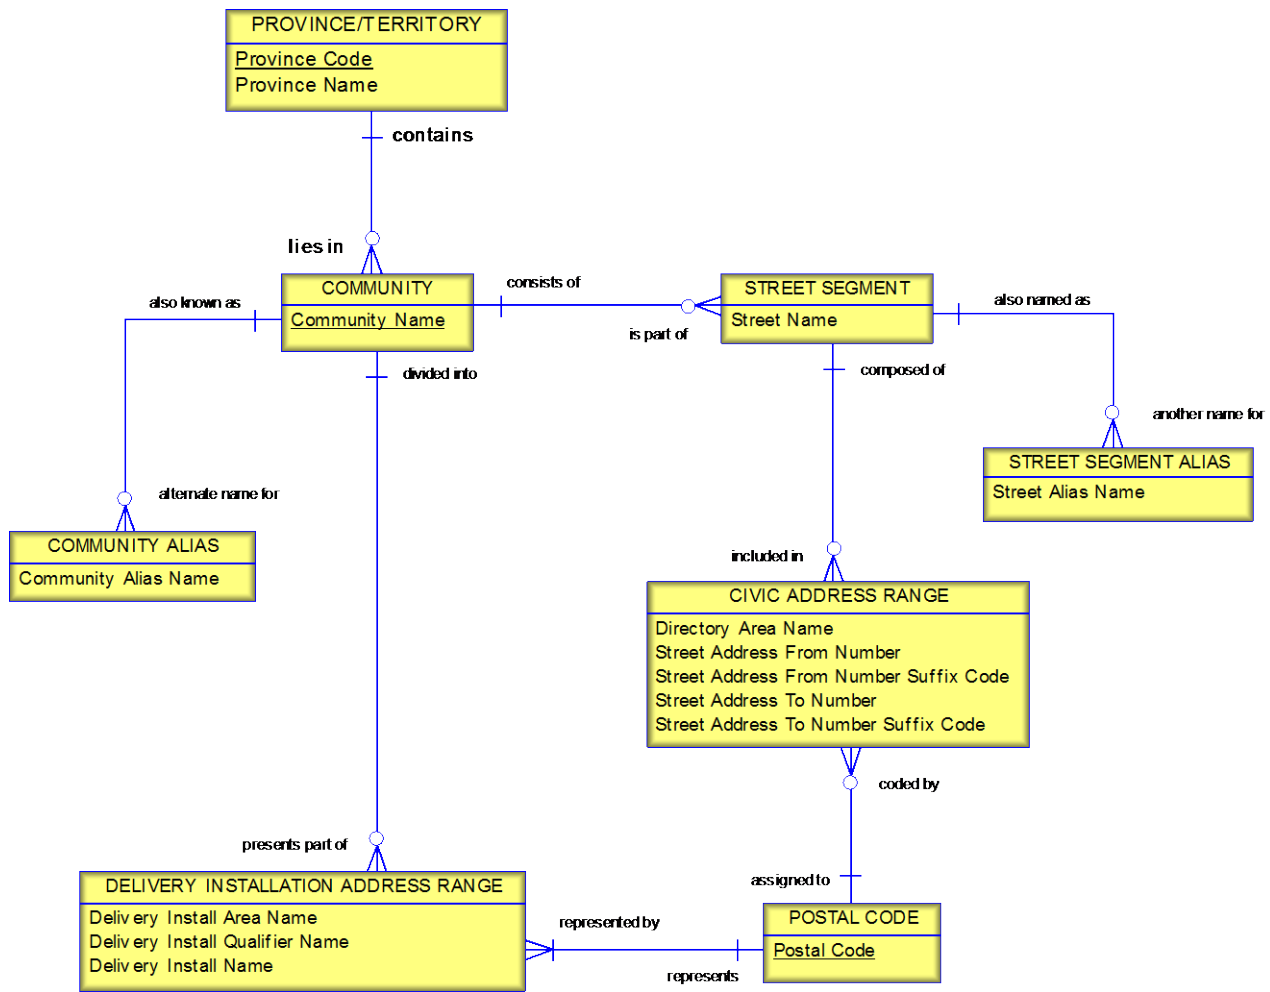 PROVINCE/TERRITORY
Province Code
Province Name
contains
lies in
COMMUNITY
Community Name
consists of
is part of
STREET SEGMENT
Street Name
also known as
also named as
divided into
composed of
another name for
STREET SEGMENT ALIAS
Street Alias Name
alternate name for
COMMUNITY ALIAS
Community Alias Name
included in
CIVIC ADDRESS RANGE
Directory Area Name
Street Address From Number
Street Address From Number Suffix Code
Street Address To Number
Street Address To Number Suffix Code
coded by
presents part of
assigned to
DELIVERY INSTALLATION ADDRESS RANGE
Delivery Install Area Name
Delivery Install Qualifier Name
Delivery Install Name
represented by
represents
POSTAL CODE
Postal Code